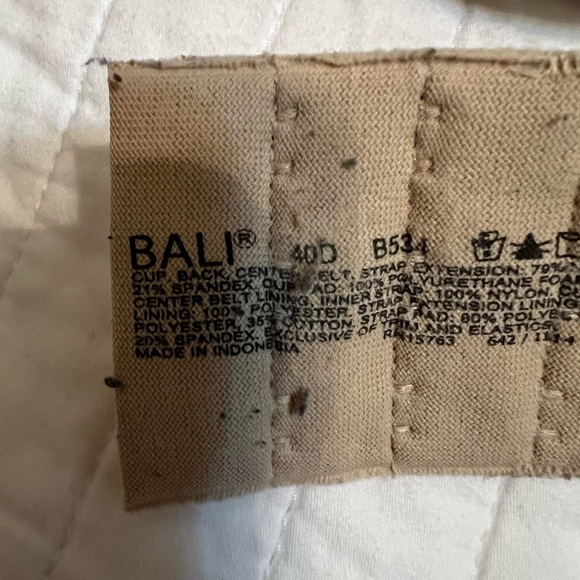 BALI® 40D B534
CUP, BACK, CENTER BELT, STRAP EXTENSION: 79%
21% SPANDEX. CUP PAD: 100% POLYURETHANE FOAM
CENTER BELT LINING, INNER STRAP: 100% NYLON. C
LINING: 100% POLYESTER. STRAP EXTENSION LINING
POLYESTER, 35% COTTON. STRAP PAD: 80% POLYES
20% SPANDEX. EXCLUSIVE OF TRIM AND ELASTIC
MADE IN INDONESIA RN15763 642 /